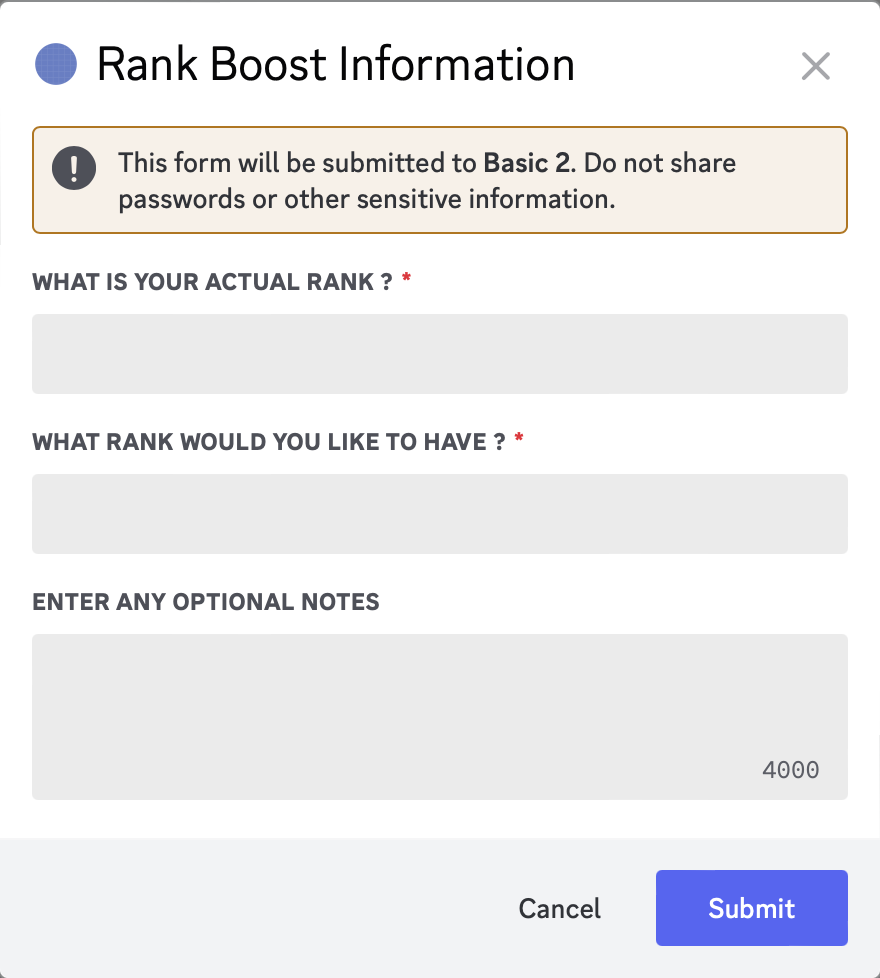 Rank Boost Information
This form will be submitted to Basic 2. Do not share
passwords or other sensitive information.
WHAT IS YOUR ACTUAL RANK ? *
WHAT RANK WOULD YOU LIKE TO HAVE ? *
ENTER ANY OPTIONAL NOTES
4000
Cancel
Submit